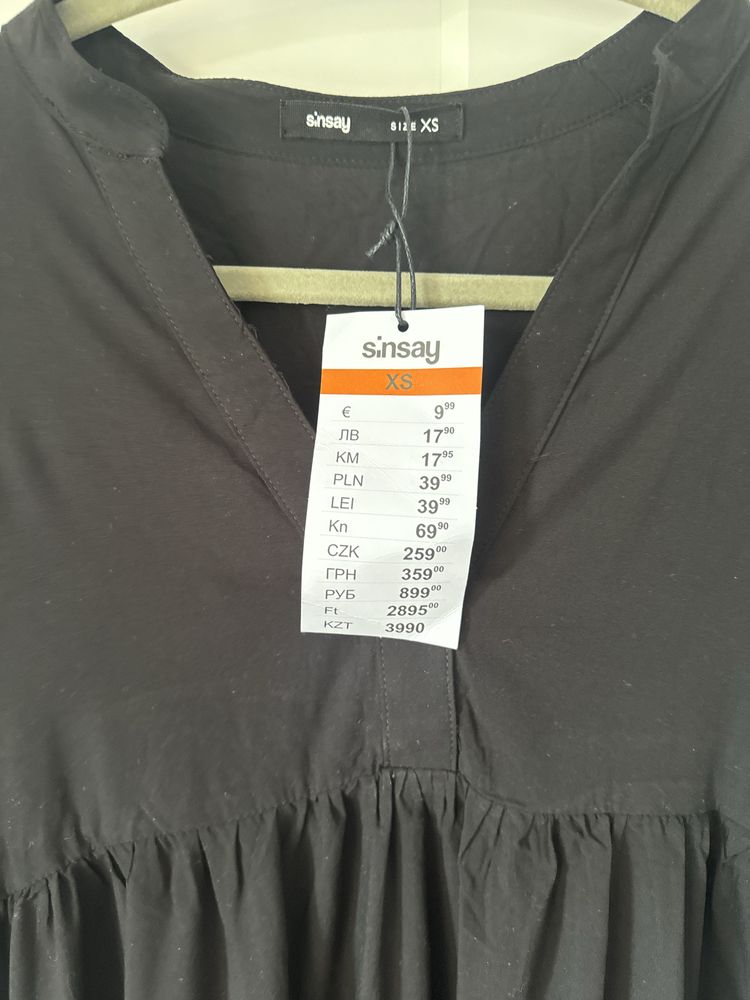 sinsay SIZE XS
sinsay
XS
€ 9⁹⁹
ЛВ 17⁹⁰
KM 17⁹⁵
PLN 39⁹⁹
LEI 39⁹⁹
Kn 69⁹⁰
CZK 259⁰⁰
ГРН 359⁰⁰
РУБ 899⁰⁰
Ft 2895⁰⁰
KZT 3990